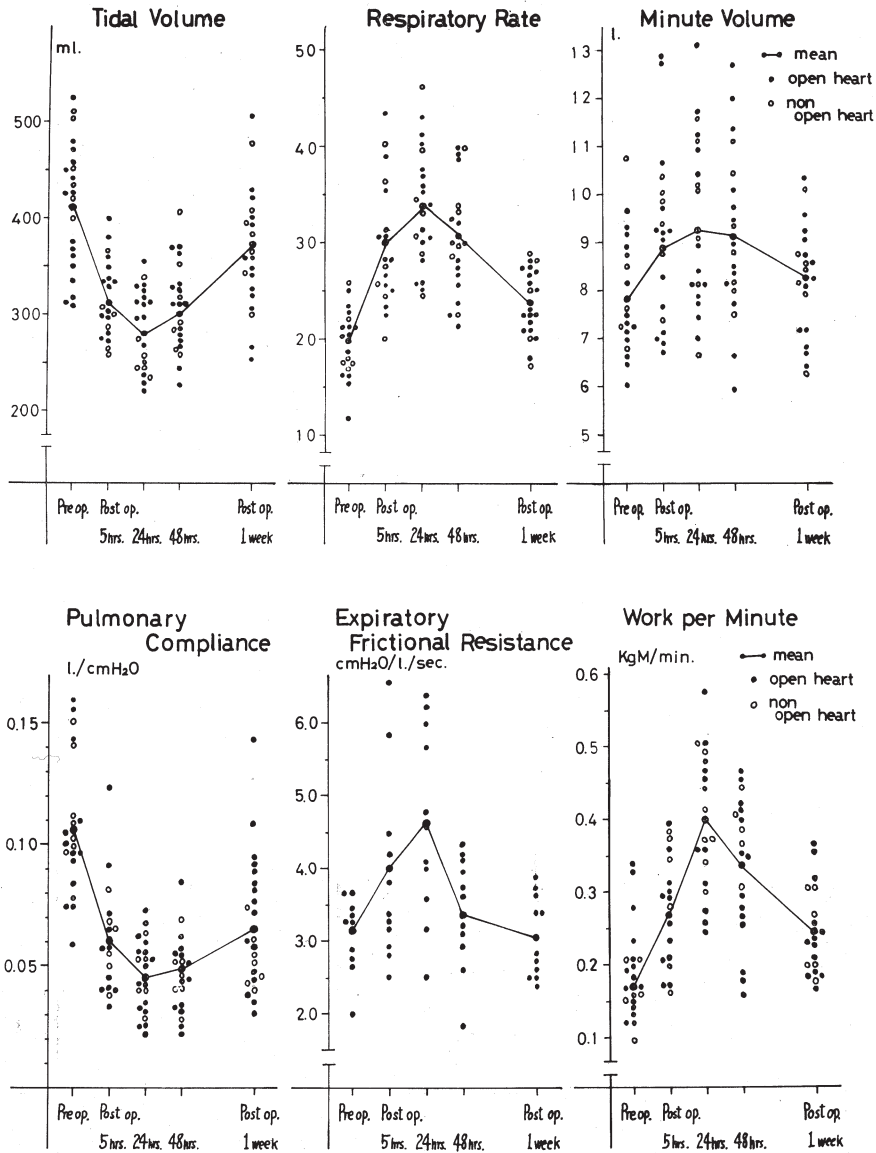 Tidal Volume
ml.
500
400
300
200
Pre op. Post op. Post op.
5hrs. 24hrs. 48hrs. 1 week
Respiratory Rate
50
40
30
20
10
Pre op. Post op. Post op.
5hrs. 24hrs. 48hrs. 1 week
Minute Volume
l.
mean
open heart
non
open heart
13
12
11
10
9
8
7
6
5
Pre op. Post op. Post op.
5hrs. 24hrs. 48hrs. 1 week
Pulmonary
Compliance
l./cmH₂O
0.15
0.10
0.05
Pre op. Post op. Post op.
5hrs. 24hrs. 48hrs. 1 week
Expiratory
Frictional Resistance
cmH₂O/l./sec.
6.0
5.0
4.0
3.0
2.0
Pre op. Post op. Post op.
5hrs. 24hrs. 48hrs. 1 week
Work per Minute
KgM/min.
mean
open heart
non
open heart
0.6
0.5
0.4
0.3
0.2
0.1
Pre op. Post op. Post op.
5hrs. 24hrs. 48hrs. 1 week